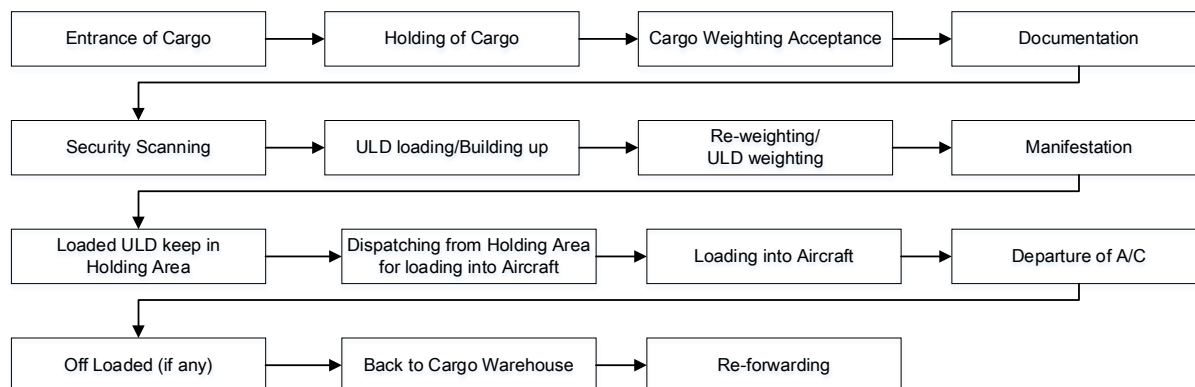 Entrance of Cargo
Holding of Cargo
Cargo Weighting Acceptance
Documentation
Security Scanning
ULD loading/Building up
Re-weighting/
ULD weighting
Manifestation
Loaded ULD keep in
Holding Area
Dispatching from Holding Area
for loading into Aircraft
Loading into Aircraft
Departure of A/C
Off Loaded (if any)
Back to Cargo Warehouse
Re-forwarding